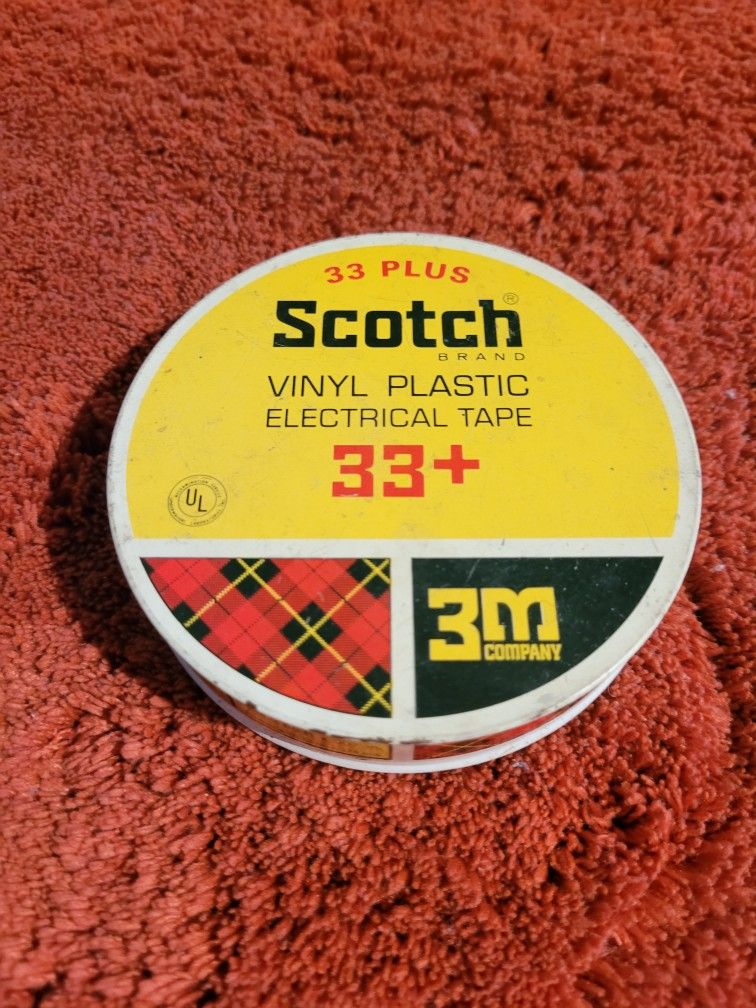 33 PLUS
Scotch®
BRAND
VINYL PLASTIC
ELECTRICAL TAPE
33+
UL
3M
COMPANY